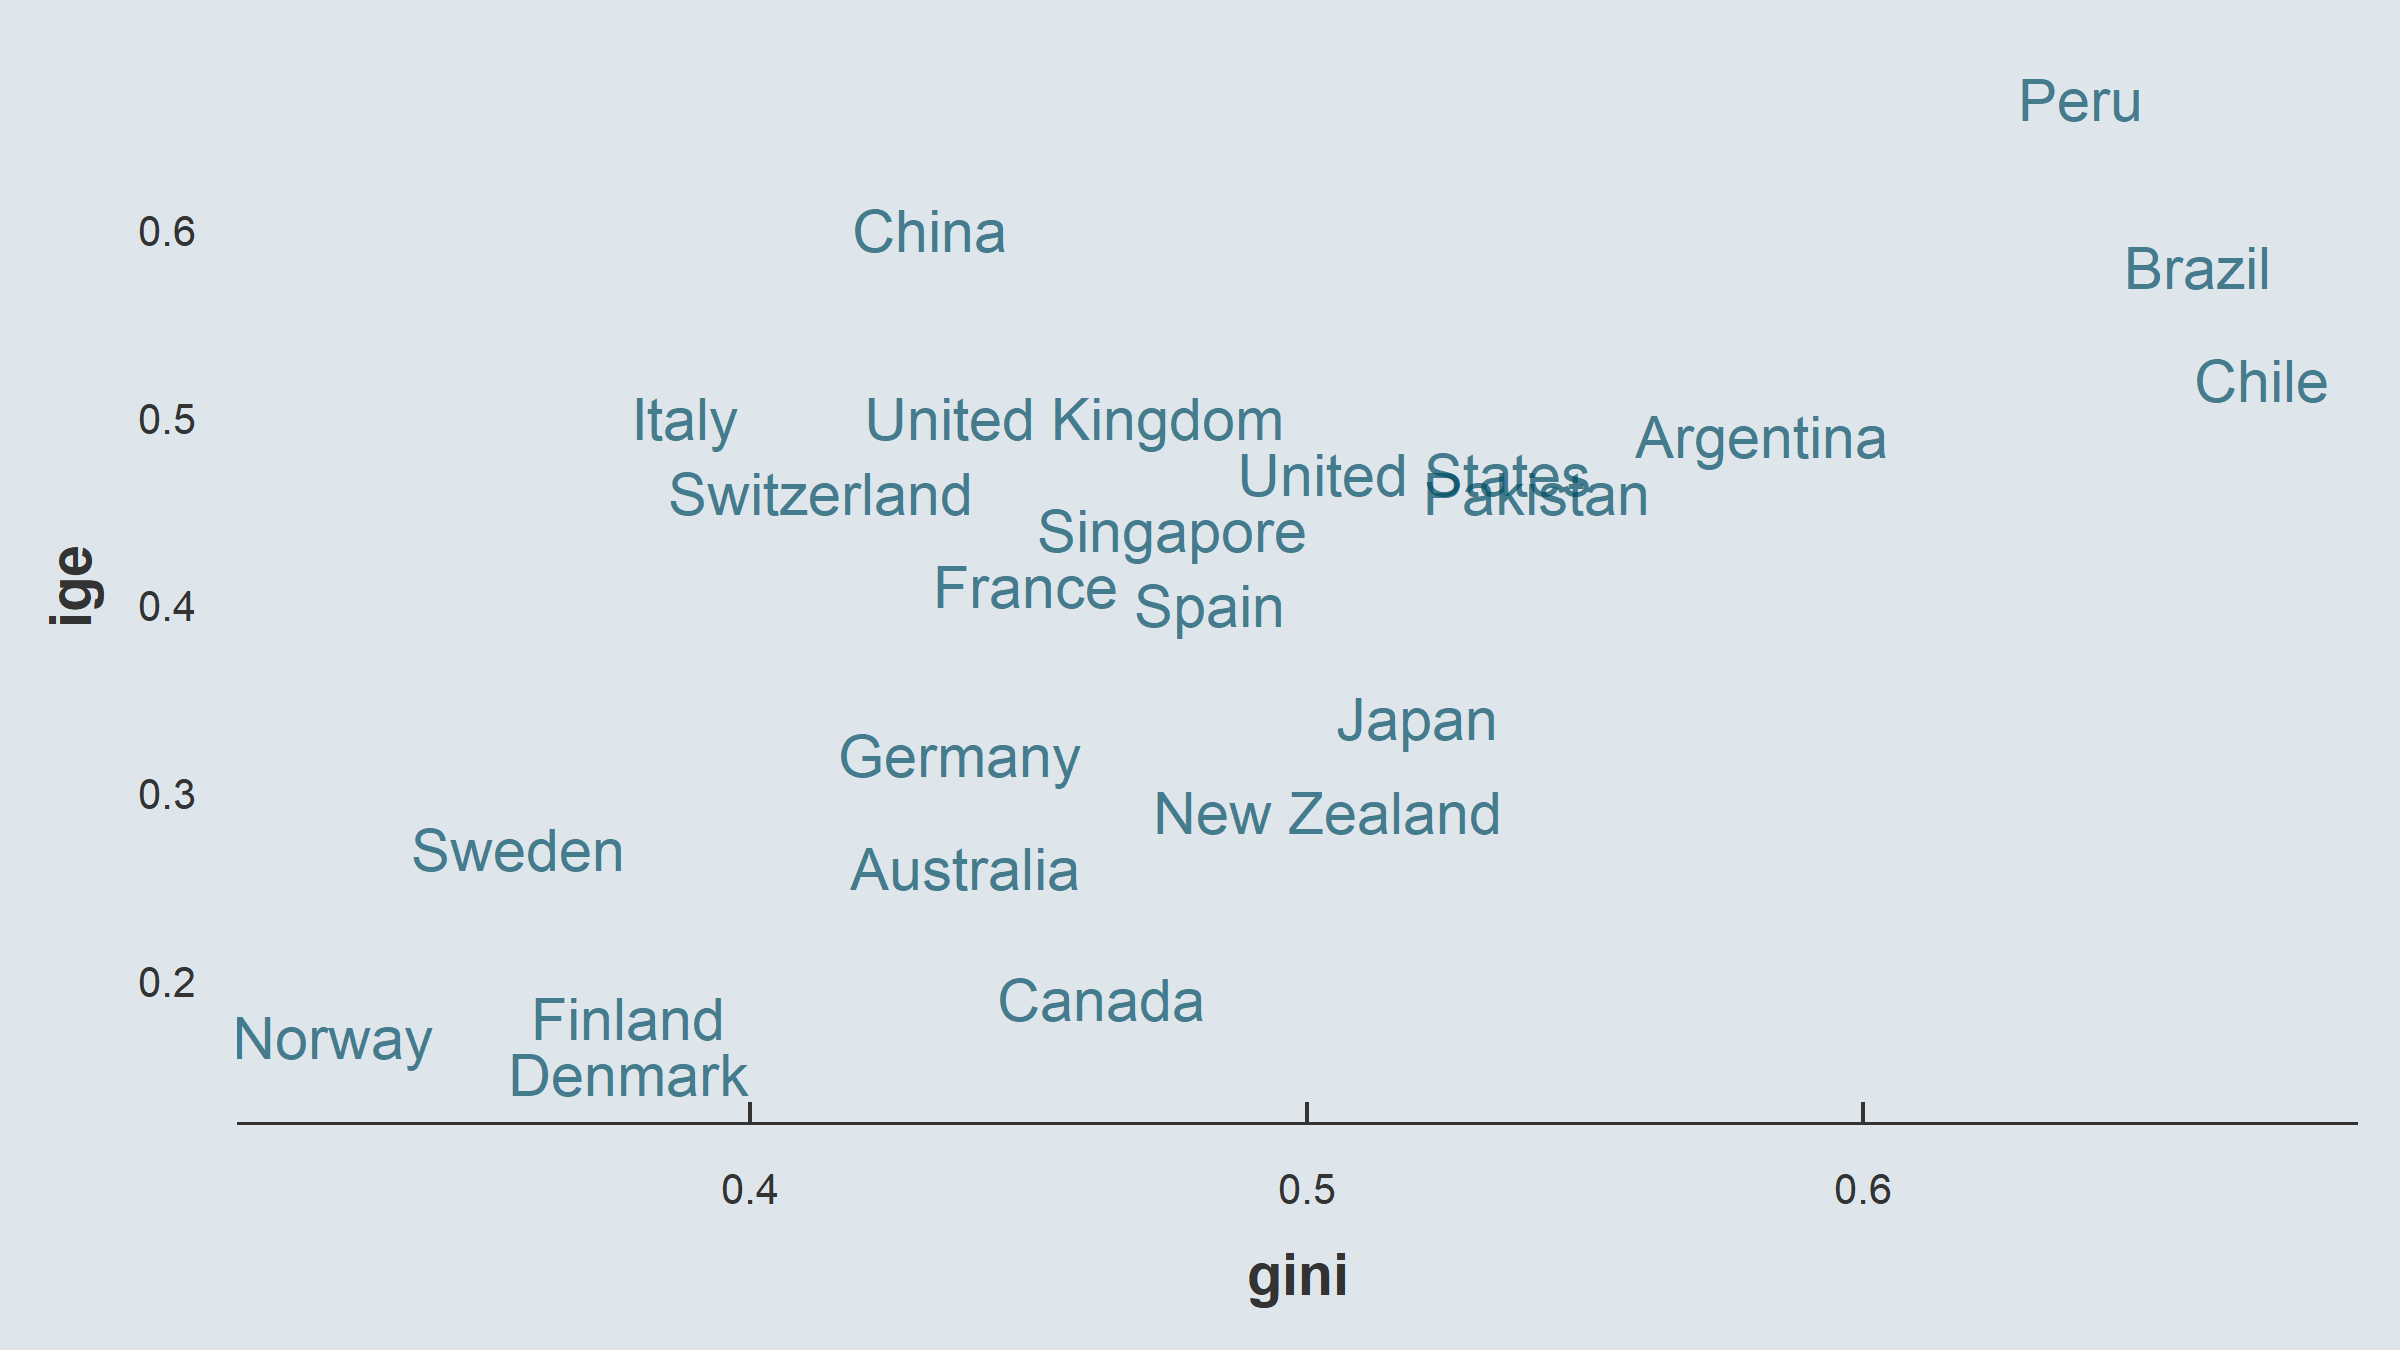 Peru
0.6
China
Brazil
Chile
0.5
Italy
United Kingdom
Argentina
United States
Switzerland
Pakistan
Singapore
ige
France
0.4
Spain
Japan
Germany
0.3
New Zealand
Sweden
Australia
0.2
Canada
Finland
Norway
Denmark
0.4
0.5
0.6
gini